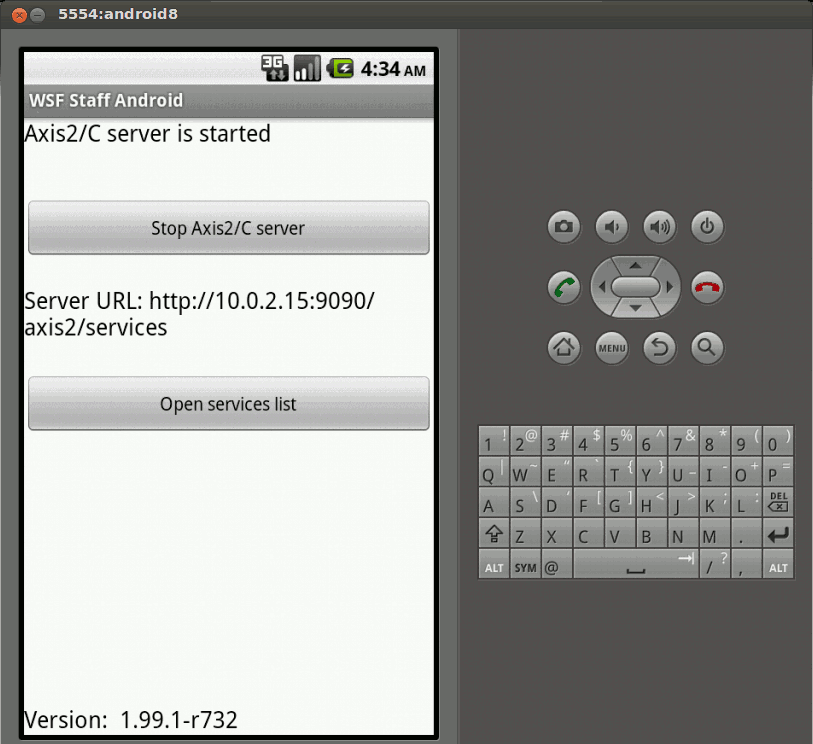 5554:android8
3G 4:34 AM
WSF Staff Android
Axis2/C server is started
Stop Axis2/C server
Server URL: http://10.0.2.15:9090/
axis2/services
Open services list
Version:  1.99.1-r732
MENU
1 ! 2 @ 3 # 4 $ 5 % 6 ^ 7 & 8 * 9 ( 0 )
Q | W ~ E “ R ` T { Y } U _ I - O + P =
A S \ D ‘ F [ G ] H < J > K ; L : DEL
Z X C V B N M .
ALT SYM @ / ? , ALT